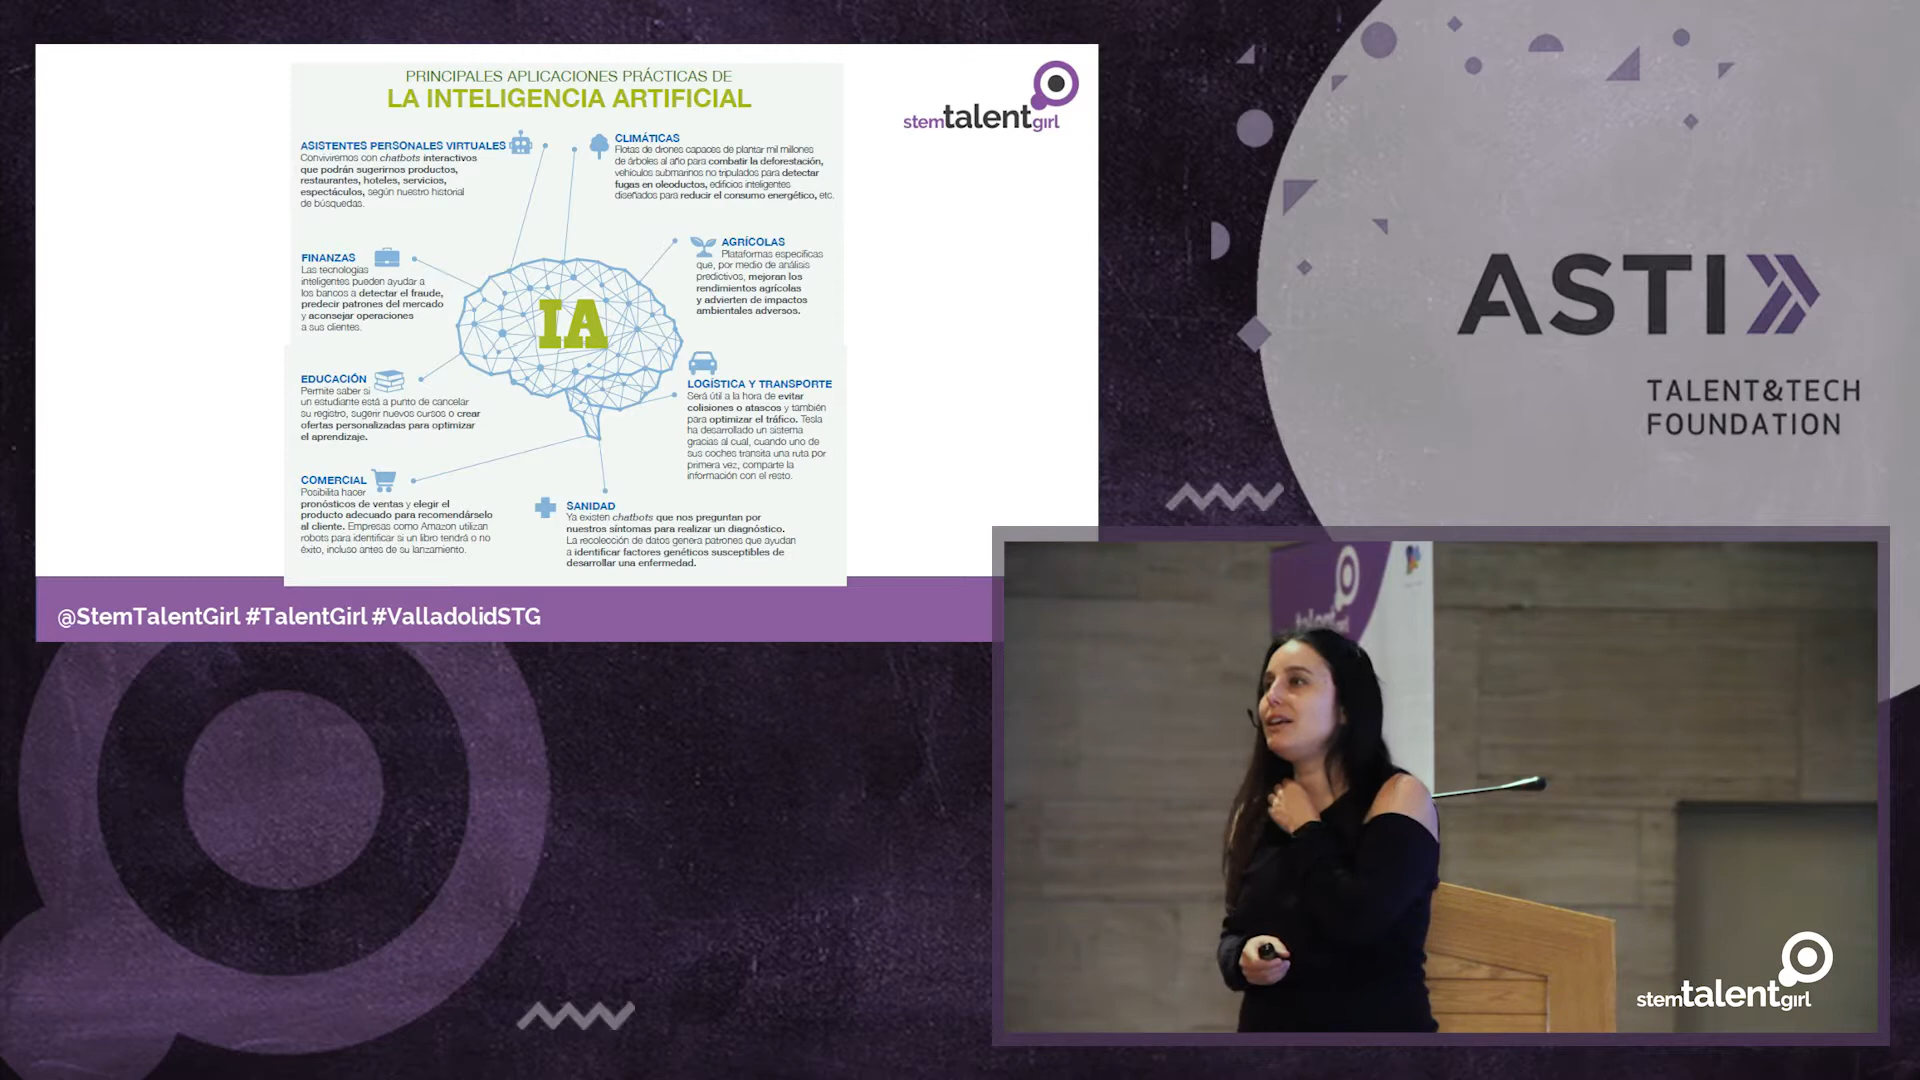 PRINCIPALES APLICACIONES PRÁCTICAS DE
LA INTELIGENCIA ARTIFICIAL
stemtalentgirl
ASISTENTES PERSONALES VIRTUALES
Conviviremos con chatbots interactivos
que podrán sugerirnos productos,
restaurantes, hoteles, servicios,
espectáculos, según nuestro historial
de búsquedas.
CLIMÁTICAS
Flotas de drones capaces de plantar mil millones
de árboles al año para combatir la deforestación,
vehículos submarinos no tripulados para detectar
fugas en oleoductos, edificios inteligentes
diseñados para reducir el consumo energético, etc.
FINANZAS
Las tecnologías
inteligentes pueden ayudar a
los bancos a detectar el fraude,
predecir patrones del mercado
y aconsejar operaciones
a sus clientes.
AGRÍCOLAS
Plataformas específicas
que, por medio de análisis
predictivos, mejoran los
rendimientos agrícolas
y advierten de impactos
ambientales adversos.
IA
EDUCACIÓN
Permite saber si
un estudiante está a punto de cancelar
su registro, sugerir nuevos cursos o crear
ofertas personalizadas para optimizar
el aprendizaje.
LOGÍSTICA Y TRANSPORTE
Será útil a la hora de evitar
colisiones o atascos y también
para optimizar el tráfico. Tesla
ha desarrollado un sistema
gracias al cual, cuando uno de
sus coches transita una ruta por
primera vez, comparte la
información con el resto.
COMERCIAL
Posibilita hacer
pronósticos de ventas y elegir el
producto adecuado para recomendárselo
al cliente. Empresas como Amazon utilizan
robots para identificar si un libro tendrá o no
éxito, incluso antes de su lanzamiento.
SANIDAD
Ya existen chatbots que nos preguntan por
nuestros síntomas para realizar un diagnóstico.
La recolección de datos genera patrones que ayudan
a identificar factores genéticos susceptibles de
desarrollar una enfermedad.
@StemTalentGirl #TalentGirl #ValladolidSTG
ASTI
TALENT&TECH
FOUNDATION
talentgirl
stemtalentgirl